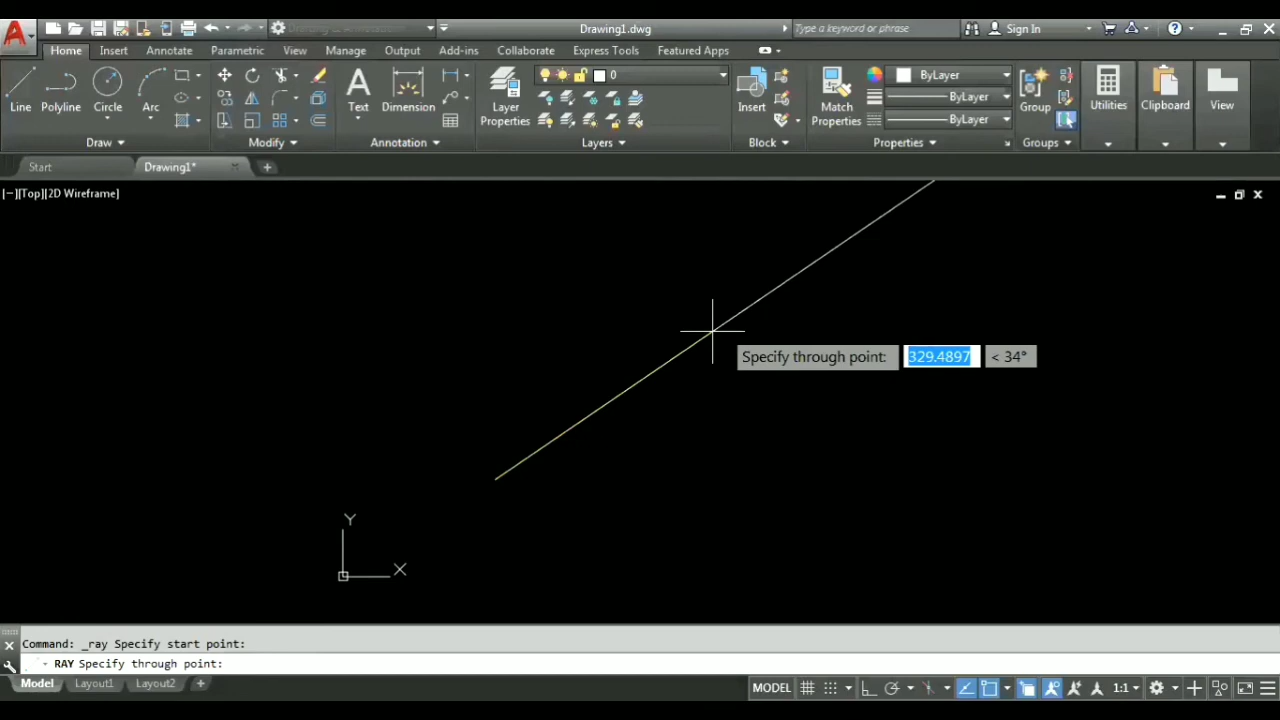 Drawing1.dwg
Type a keyword or phrase
Sign In
Home Insert Annotate Parametric View Manage Output Add-ins Collaborate Express Tools Featured Apps
0
ByLayer
ByLayer
ByLayer
Line Polyline Circle Arc
Text Dimension
Layer Properties
Insert
Match Properties
Group
Utilities Clipboard View
Draw Modify Annotation Layers Block Properties Groups
Start Drawing1*
[−][Top][2D Wireframe]
Specify through point: 329.4897 < 34°
Y
X
Command: _ray Specify start point:
RAY Specify through point:
Model Layout1 Layout2
MODEL 1:1